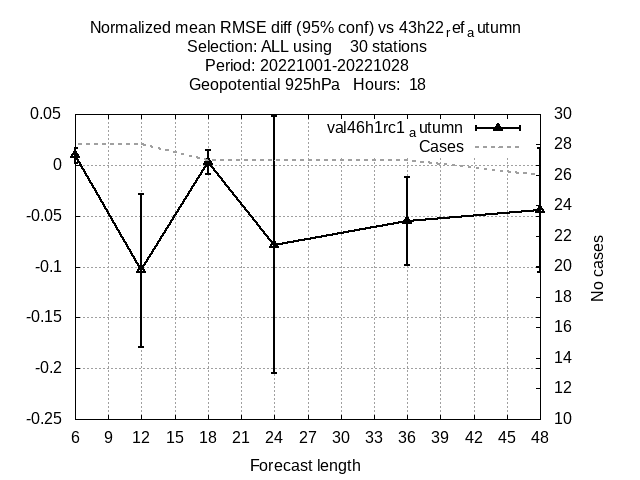 Normalized mean RMSE diff (95% conf) vs 43h22refautumn
Selection: ALL using 30 stations
Period: 20221001-20221028
Geopotential 925hPa Hours: 18
val46h1rc1 a utumn
Cases
0.05
0
-0.05
-0.1
-0.15
-0.2
-0.25
30
28
26
24
22
20
18
16
14
12
10
No cases
6 9 12 15 18 21 24 27 30 33 36 39 42 45 48
Forecast length